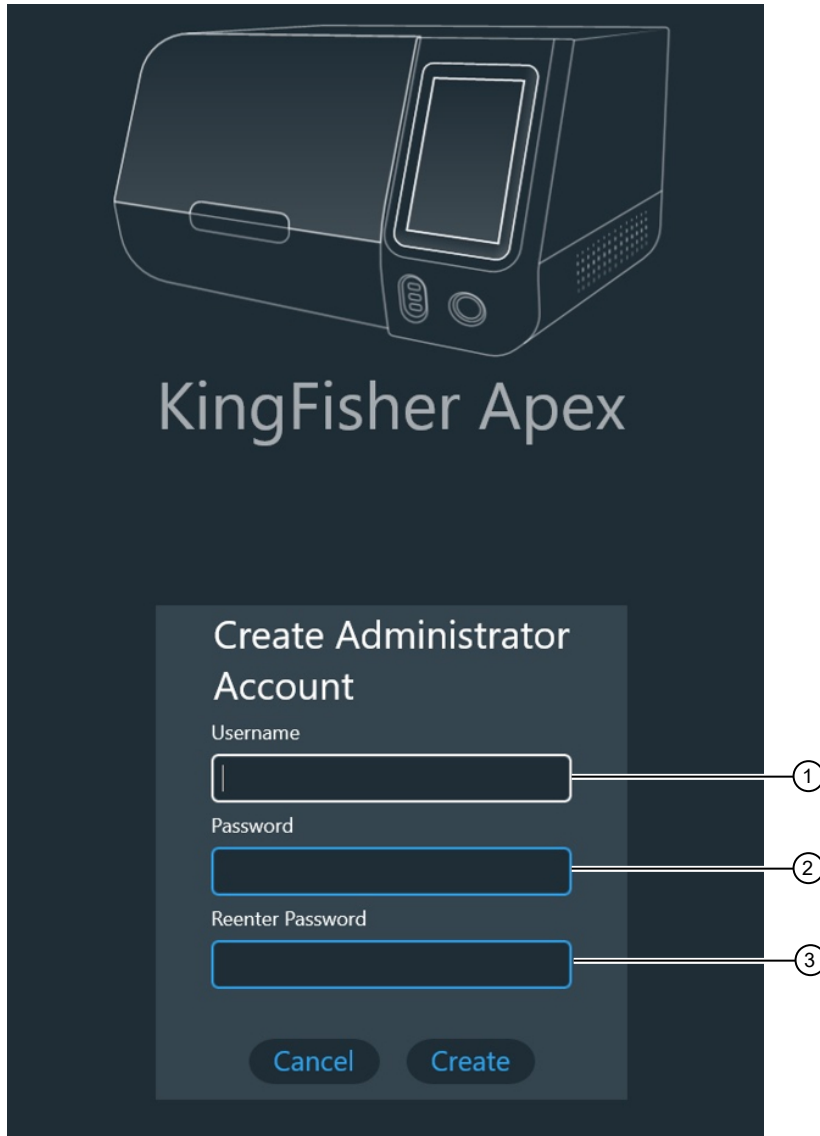 KingFisher Apex
Create Administrator
Account
Username
1
Password
2
Reenter Password
3
Cancel Create